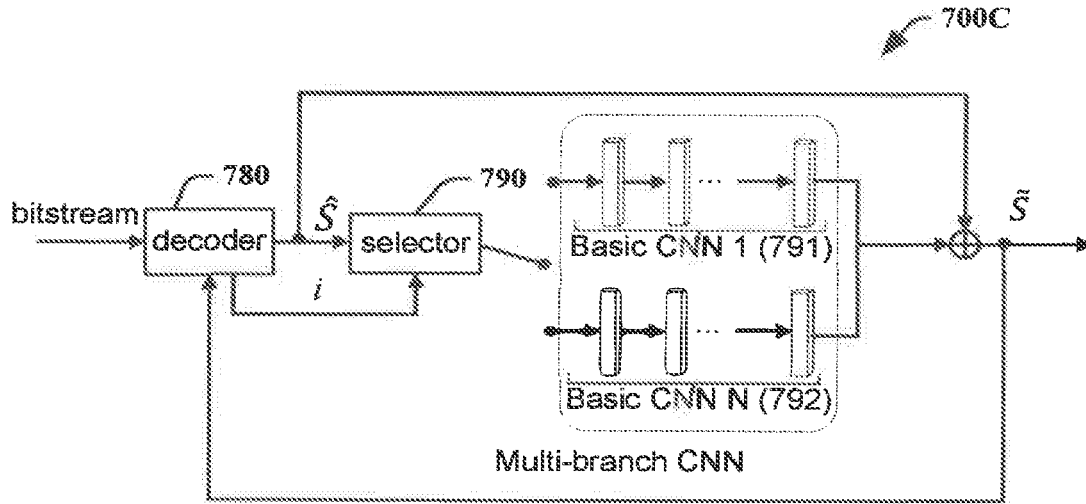 700C
780
790
bitstream
decoder
Ŝ
selector
i
...
Basic CNN 1 (791)
...
Basic CNN N (792)
S̃
Multi-branch CNN